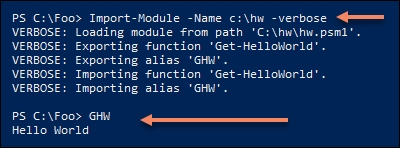 PS C:\Foo> Import-Module -Name c:\hw -verbose
VERBOSE: Loading module from path 'C:\hw\hw.psm1'.
VERBOSE: Exporting function 'Get-HelloWorld'.
VERBOSE: Exporting alias 'GHW'.
VERBOSE: Importing function 'Get-HelloWorld'.
VERBOSE: Importing alias 'GHW'.
PS C:\Foo> GHW
Hello World